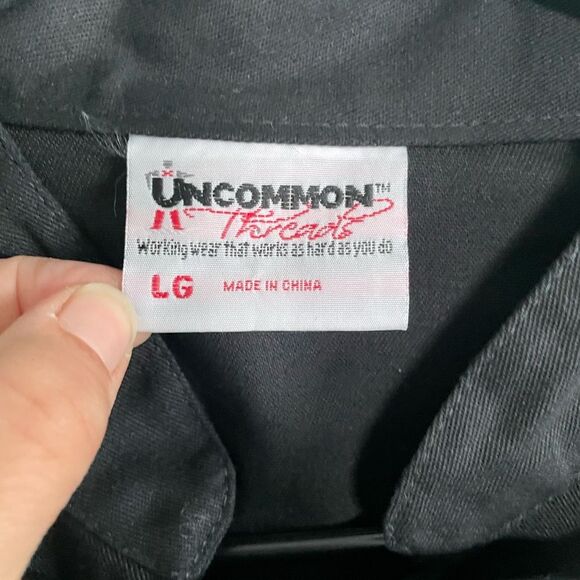 UNCOMMON™
Threads
Working wear that works as hard as you do
LG MADE IN CHINA